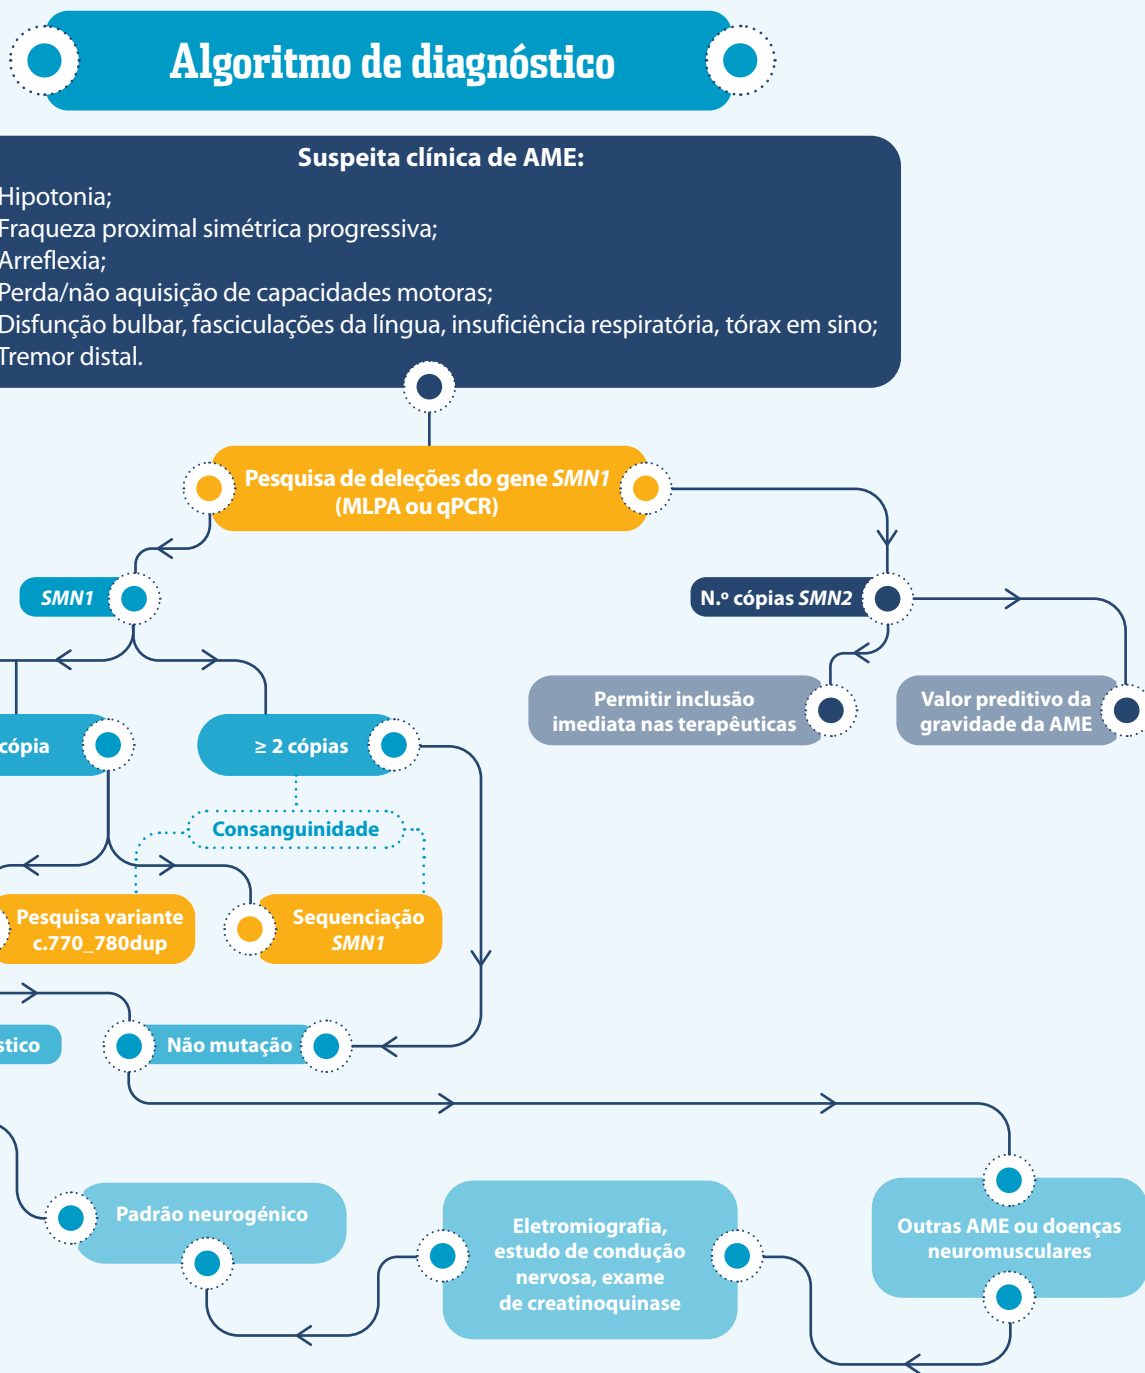 Algoritmo de diagnóstico
Suspeita clínica de AME:
Hipotonia;
Fraqueza proximal simétrica progressiva;
Arreflexia;
Perda/não aquisição de capacidades motoras;
Disfunção bulbar, fasciculações da língua, insuficiência respiratória, tórax em sino;
Tremor distal.
Pesquisa de deleções do gene SMN1
(MLPA ou qPCR)
SMN1
N.º cópias SMN2
Permitir inclusão
imediata nas terapêuticas
Valor preditivo da
gravidade da AME
cópia
≥ 2 cópias
Consanguinidade
Pesquisa variante
c.770_780dup
Sequenciação
SMN1
stico
Não mutação
Padrão neurogénico
Eletromiografia,
estudo de condução
nervosa, exame
de creatinoquinase
Outras AME ou doenças
neuromusculares